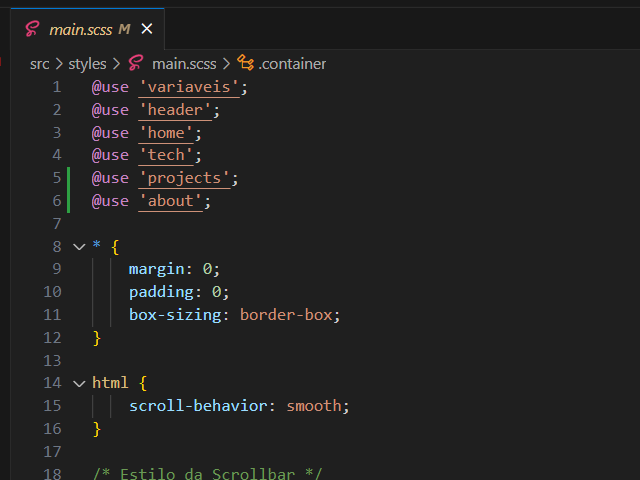 main.scss M
src > styles > main.scss > .container
1 @use 'variaveis';
2 @use 'header';
3 @use 'home';
4 @use 'tech';
5 @use 'projects';
6 @use 'about';
7
8 * {
9 margin: 0;
10 padding: 0;
11 box-sizing: border-box;
12 }
13
14 html {
15 scroll-behavior: smooth;
16 }
17
18 /* Estilo da Scrollbar */